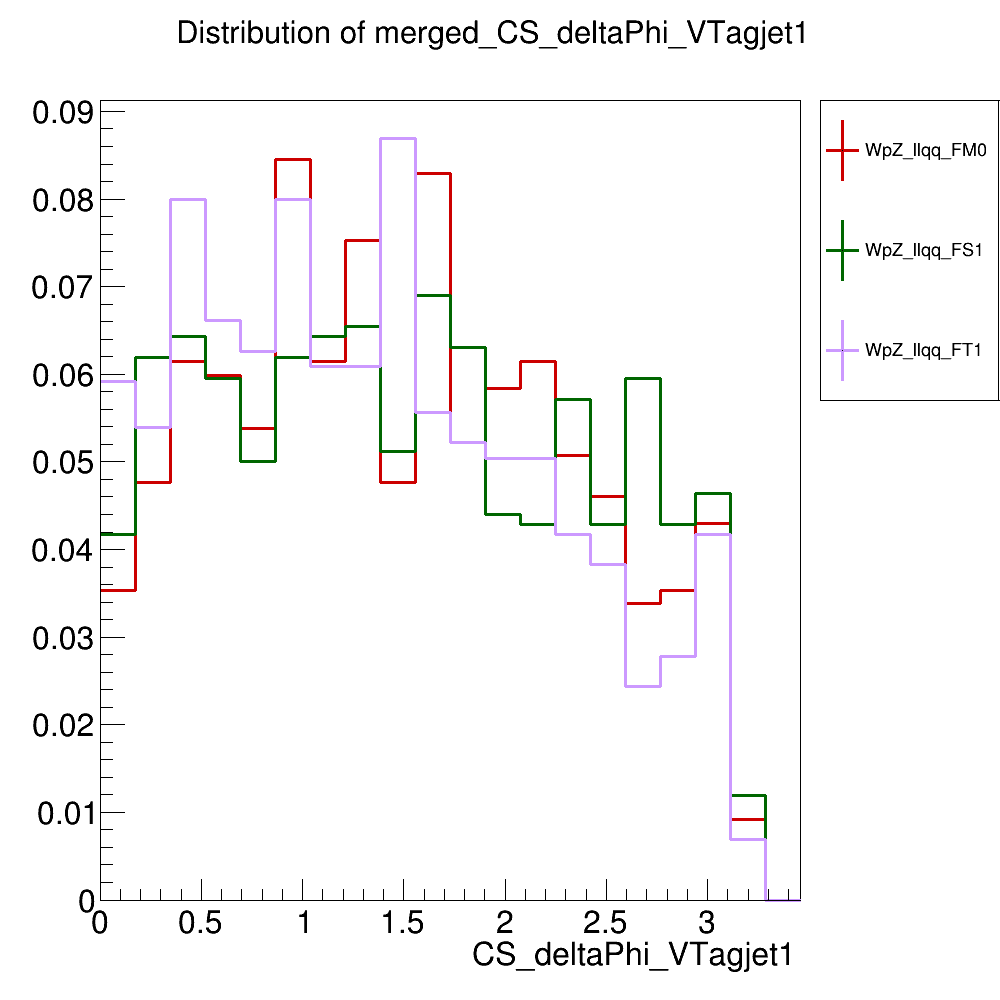 Distribution of merged_CS_deltaPhi_VTagjet1
0.09
0.08
0.07
0.06
0.05
0.04
0.03
0.02
0.01
0
0 0.5 1 1.5 2 2.5 3
CS_deltaPhi_VTagjet1
WpZ_llqq_FM0
WpZ_llqq_FS1
WpZ_llqq_FT1